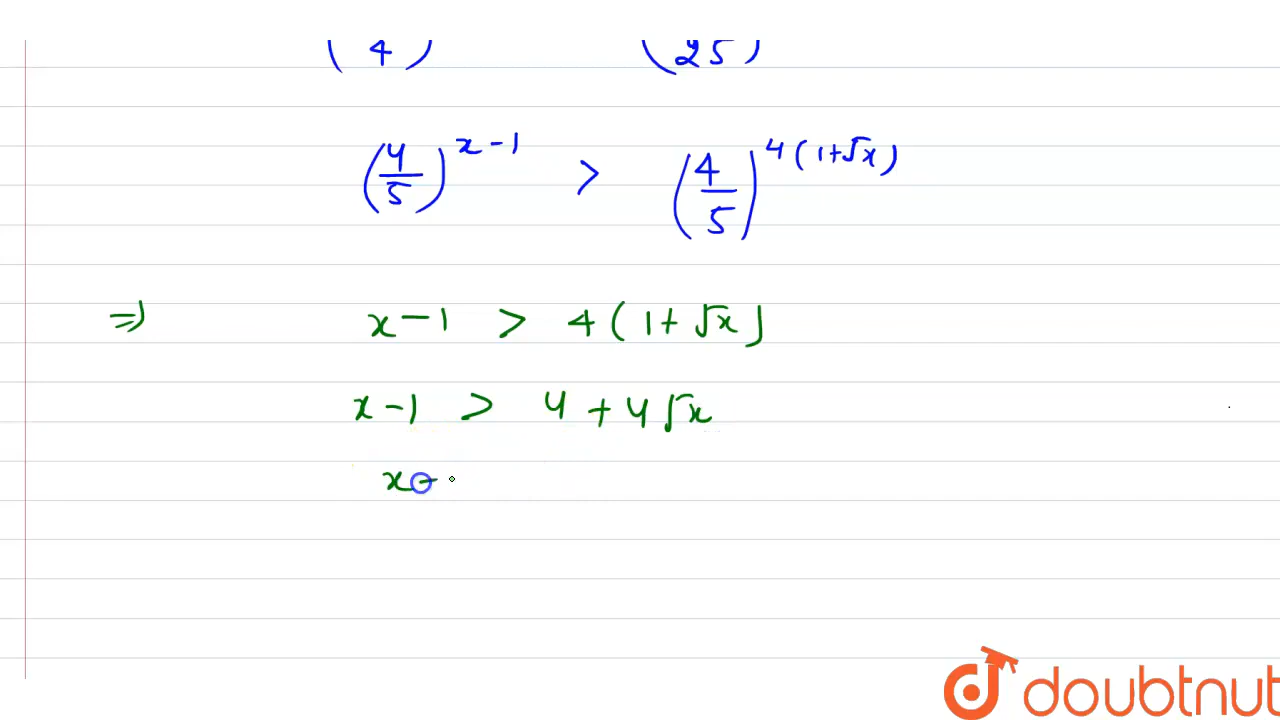 (4) (25)
(4/5)^(x-1) > (4/5)^(4(1+√x))
⇒ x-1 > 4(1+√x)
x-1 > 4+4√x
x-
doubtnut